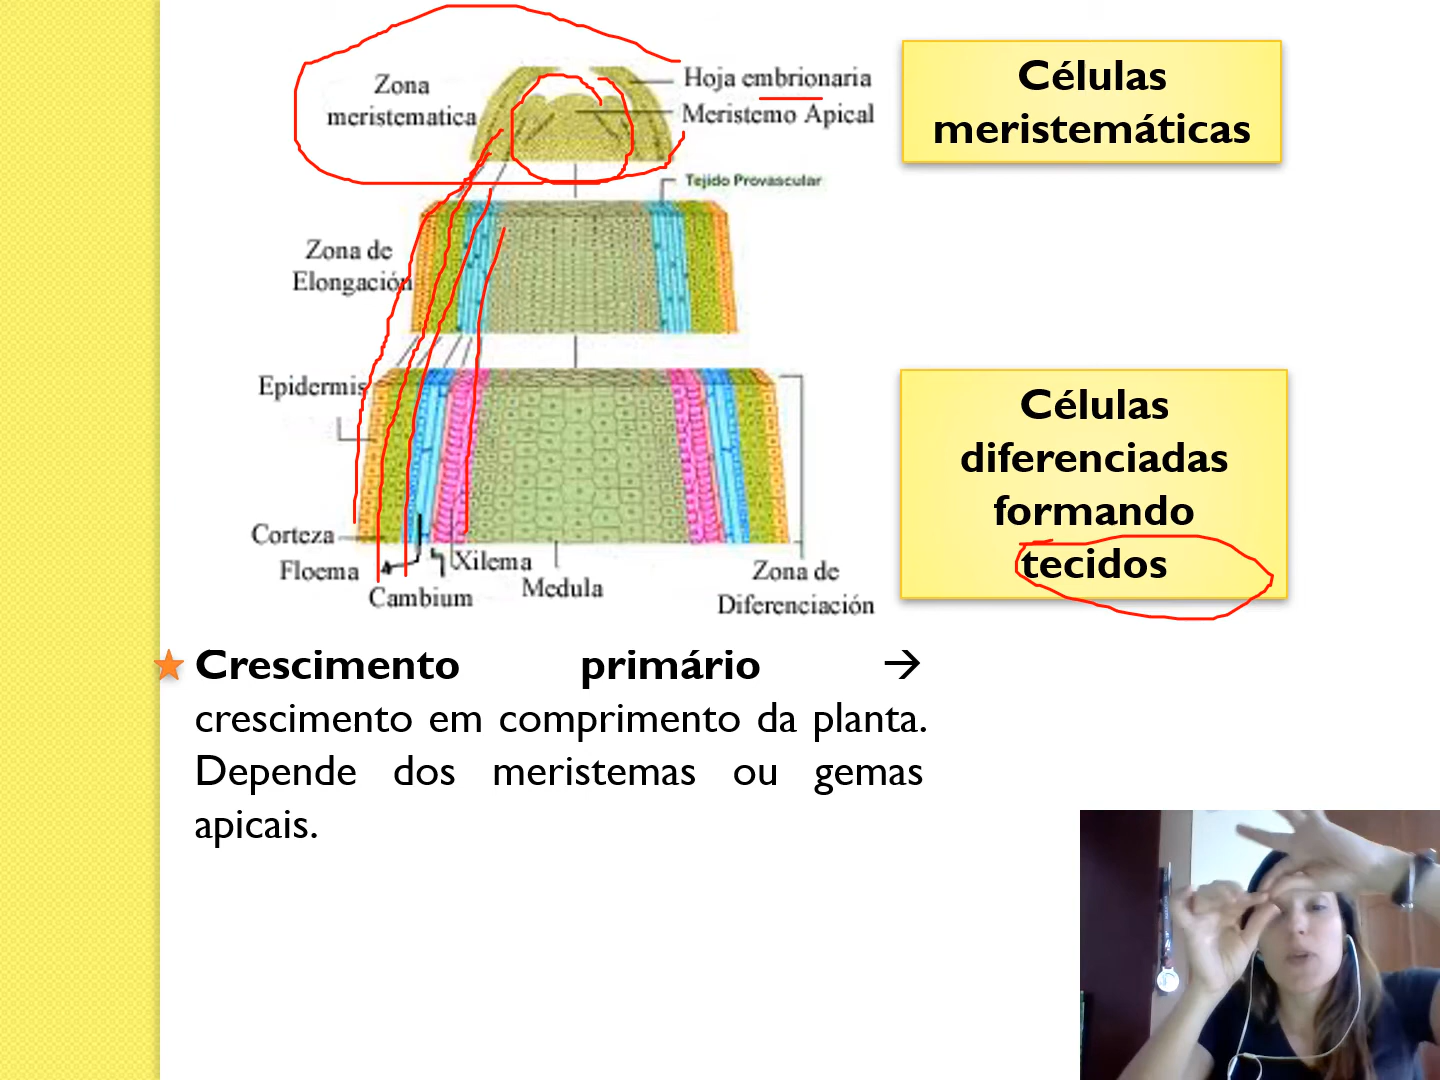 Zona
meristematica
Hoja embrionaria
Meristemo Apical
Tejido Provascular
Zona de
Elongación
Epidermis
Corteza
Floema
Cambium
Xilema
Medula
Zona de
Diferenciación
Células
meristemáticas
Células
diferenciadas
formando
tecidos
Crescimento primário →
crescimento em comprimento da planta.
Depende dos meristemas ou gemas
apicais.